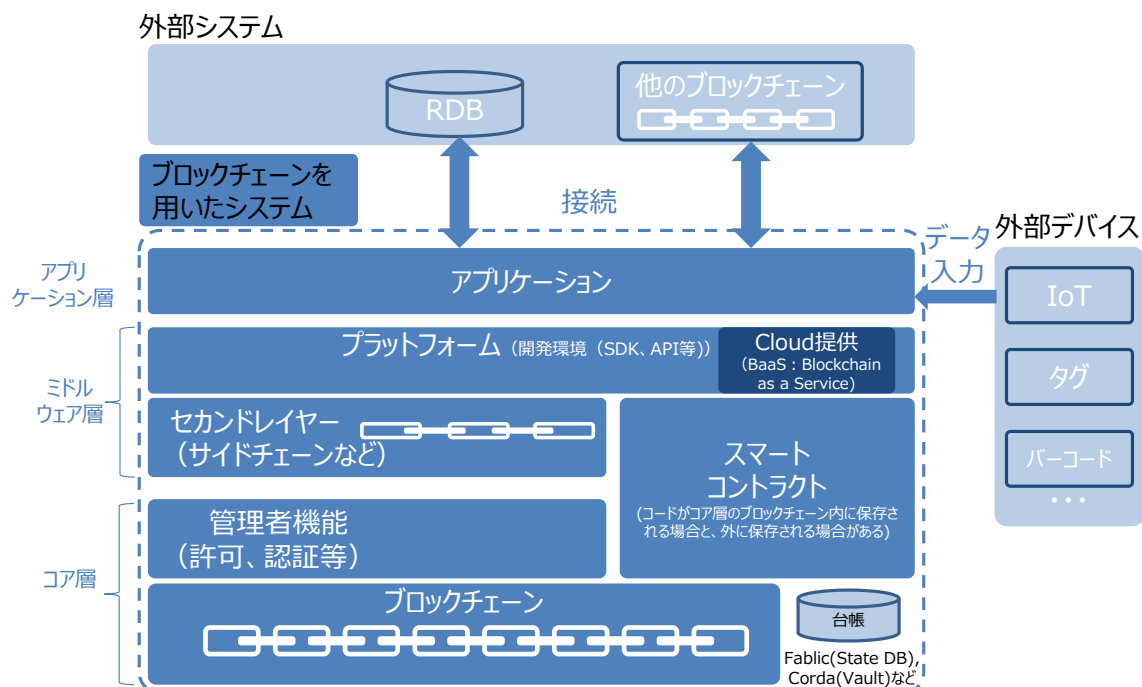 外部システム
RDB
他のブロックチェーン
ブロックチェーンを
用いたシステム
接続
データ
入力
外部デバイス
アプリ
ケーション層
アプリケーション
IoT
タグ
バーコード
・・・
プラットフォーム（開発環境（SDK、API等））
Cloud提供
（BaaS：Blockchain
as a Service)
ミドル
ウェア層
セカンドレイヤー
（サイドチェーンなど）
スマート
コントラクト
(コードがコア層のブロックチェーン内に保存さ
れる場合と、外に保存される場合がある)
管理者機能
（許可、認証等）
コア層
ブロックチェーン
台帳
Fablic(State DB),
Corda(Vault)など